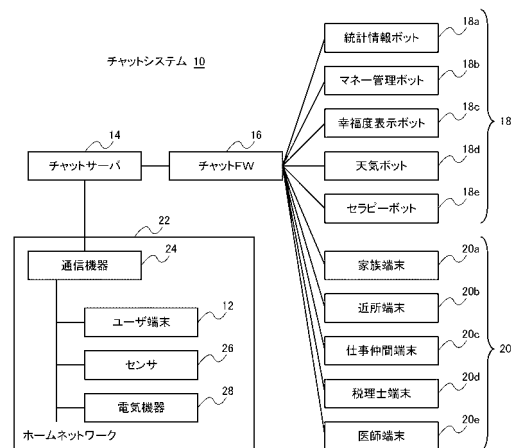 チャットシステム 10
14
チャットサーバ
16
チャットFW
統計情報ボット
18a
マネー管理ボット
18b
幸福度表示ボット
18c
天気ボット
18d
セラピーボット
18e
18
家族端末
20a
近所端末
20b
仕事仲間端末
20c
税理士端末
20d
医師端末
20e
20
22
通信機器
24
ユーザ端末
12
センサ
26
電気機器
28
ホームネットワーク